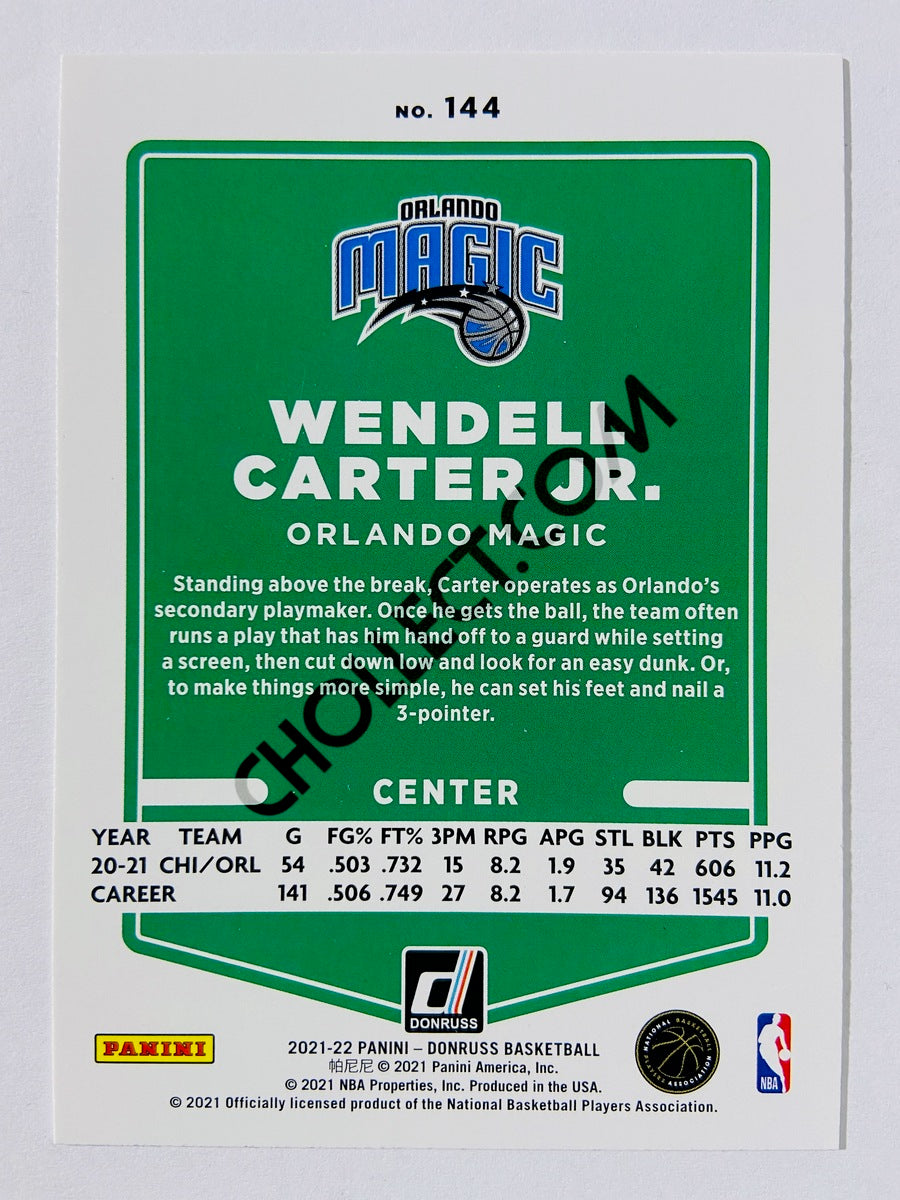 NO. 144
ORLANDO
MAGIC
WENDELL
CARTER JR.
ORLANDO MAGIC
Standing above the break, Carter operates as Orlando's
secondary playmaker. Once he gets the ball, the team often
runs a play that has him hand off to a guard while setting
a screen, then cut down low and look for an easy dunk. Or,
to make things more simple, he can set his feet and nail a
3-pointer.
CHOLLECT.COM
CENTER
YEAR TEAM G FG% FT% 3PM RPG APG STL BLK PTS PPG
20-21 CHI/ORL 54 .503 .732 15 8.2 1.9 35 42 606 11.2
CAREER 141 .506 .749 27 8.2 1.7 94 136 1545 11.0
d
DONRUSS
PANINI
2021-22 PANINI – DONRUSS BASKETBALL
帕尼尼 © 2021 Panini America, Inc.
© 2021 NBA Properties, Inc. Produced in the USA.
© 2021 Officially licensed product of the National Basketball Players Association.
NATIONAL BASKETBALL
PLAYERS ASSOCIATION
NBA